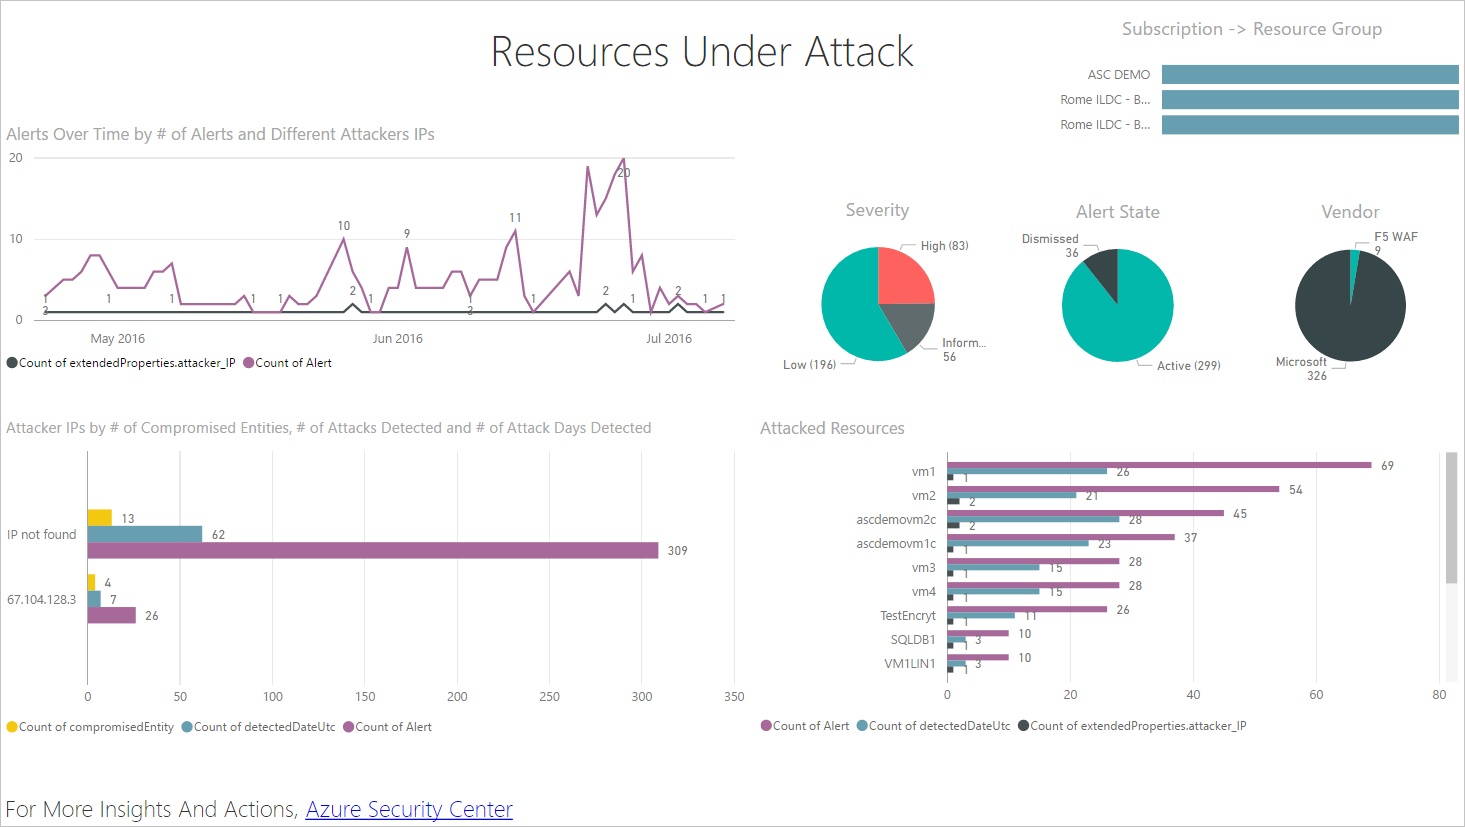 Resources Under Attack
Subscription -> Resource Group
ASC DEMO
Rome ILDC - B...
Rome ILDC - B...
Alerts Over Time by # of Alerts and Different Attackers IPs
20
10
0
1
3
1
1
1
1
10
2
1
9
1
3
11
1
2
20
1
2
1
1
May 2016
Jun 2016
Jul 2016
Count of extendedProperties.attacker_IP
Count of Alert
Severity
High (83)
Inform...
56
Low (196)
Alert State
Dismissed
36
Active (299)
Vendor
F5 WAF
9
Microsoft
326
Attacker IPs by # of Compromised Entities, # of Attacks Detected and # of Attack Days Detected
IP not found
13
62
309
67.104.128.3
4
7
26
0
50
100
150
200
250
300
350
Count of compromisedEntity
Count of detectedDateUtc
Count of Alert
Attacked Resources
vm1
69
26
1
vm2
54
21
2
ascdemovm2c
45
28
2
ascdemovm1c
37
23
1
vm3
28
15
1
vm4
28
15
1
TestEncryt
26
11
1
SQLDB1
10
3
1
VM1LIN1
10
3
1
0
20
40
60
80
Count of Alert
Count of detectedDateUtc
Count of extendedProperties.attacker_IP
For More Insights And Actions, Azure Security Center